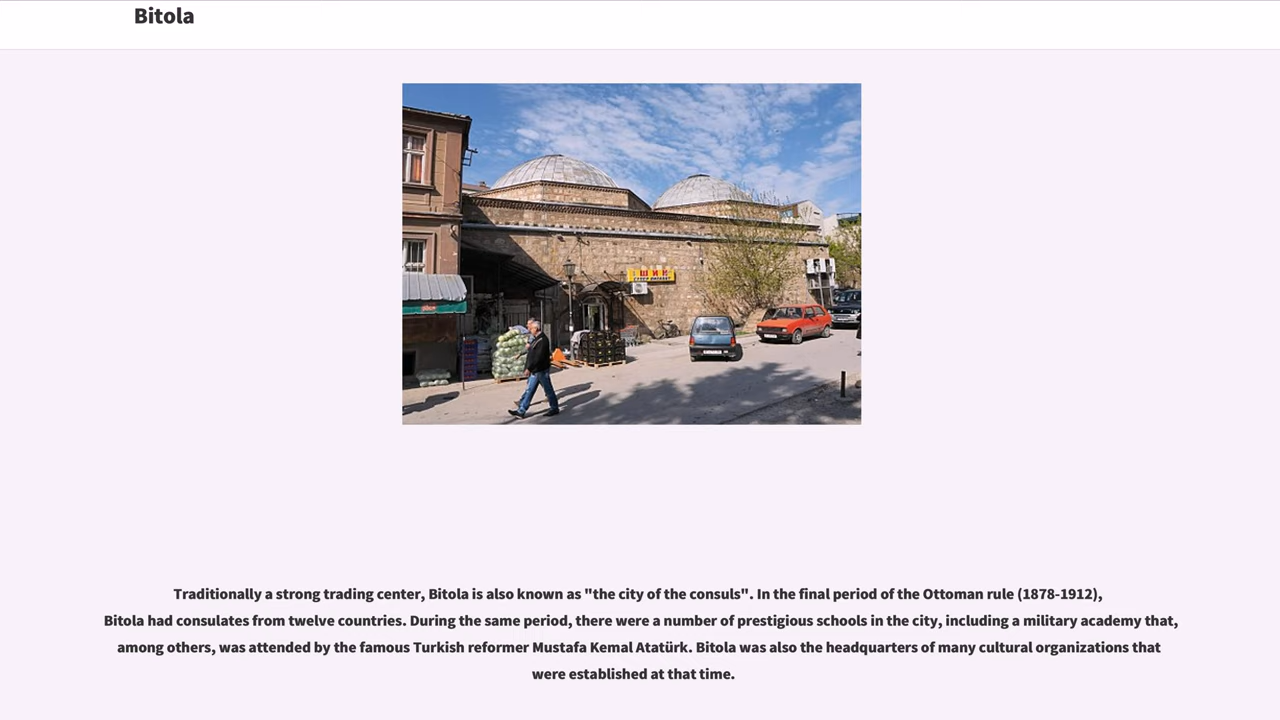 Bitola
Traditionally a strong trading center, Bitola is also known as "the city of the consuls". In the final period of the Ottoman rule (1878-1912),
Bitola had consulates from twelve countries. During the same period, there were a number of prestigious schools in the city, including a military academy that,
among others, was attended by the famous Turkish reformer Mustafa Kemal Atatürk. Bitola was also the headquarters of many cultural organizations that
were established at that time.